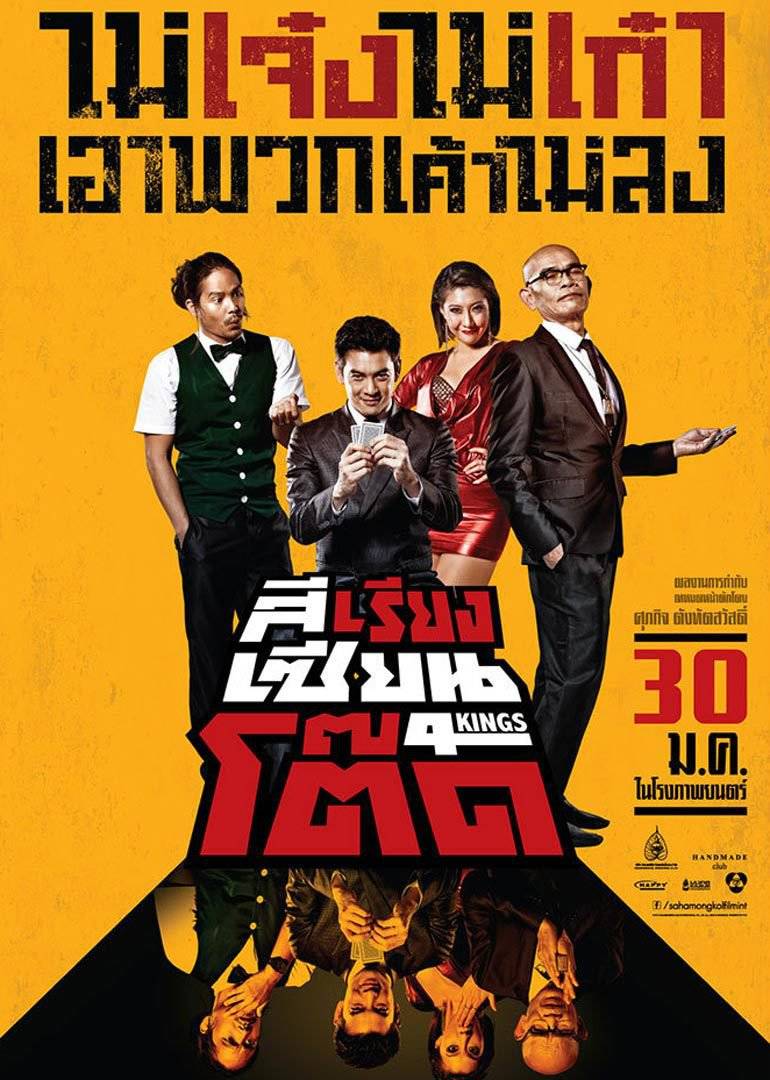 ไม่เจ๋งไม่เก๋า
เอาพวกเค้าไม่ลง
สี่เรียง
เซียน
โต๊ด
4 KINGS
ผลงานการกำกับ
ศุภกิจ ตังทัตสวัสดิ์
30
ม.ค.
ในโรงภาพยนตร์
HANDMADE
club
HAPPY
/sahamongkolfilmint